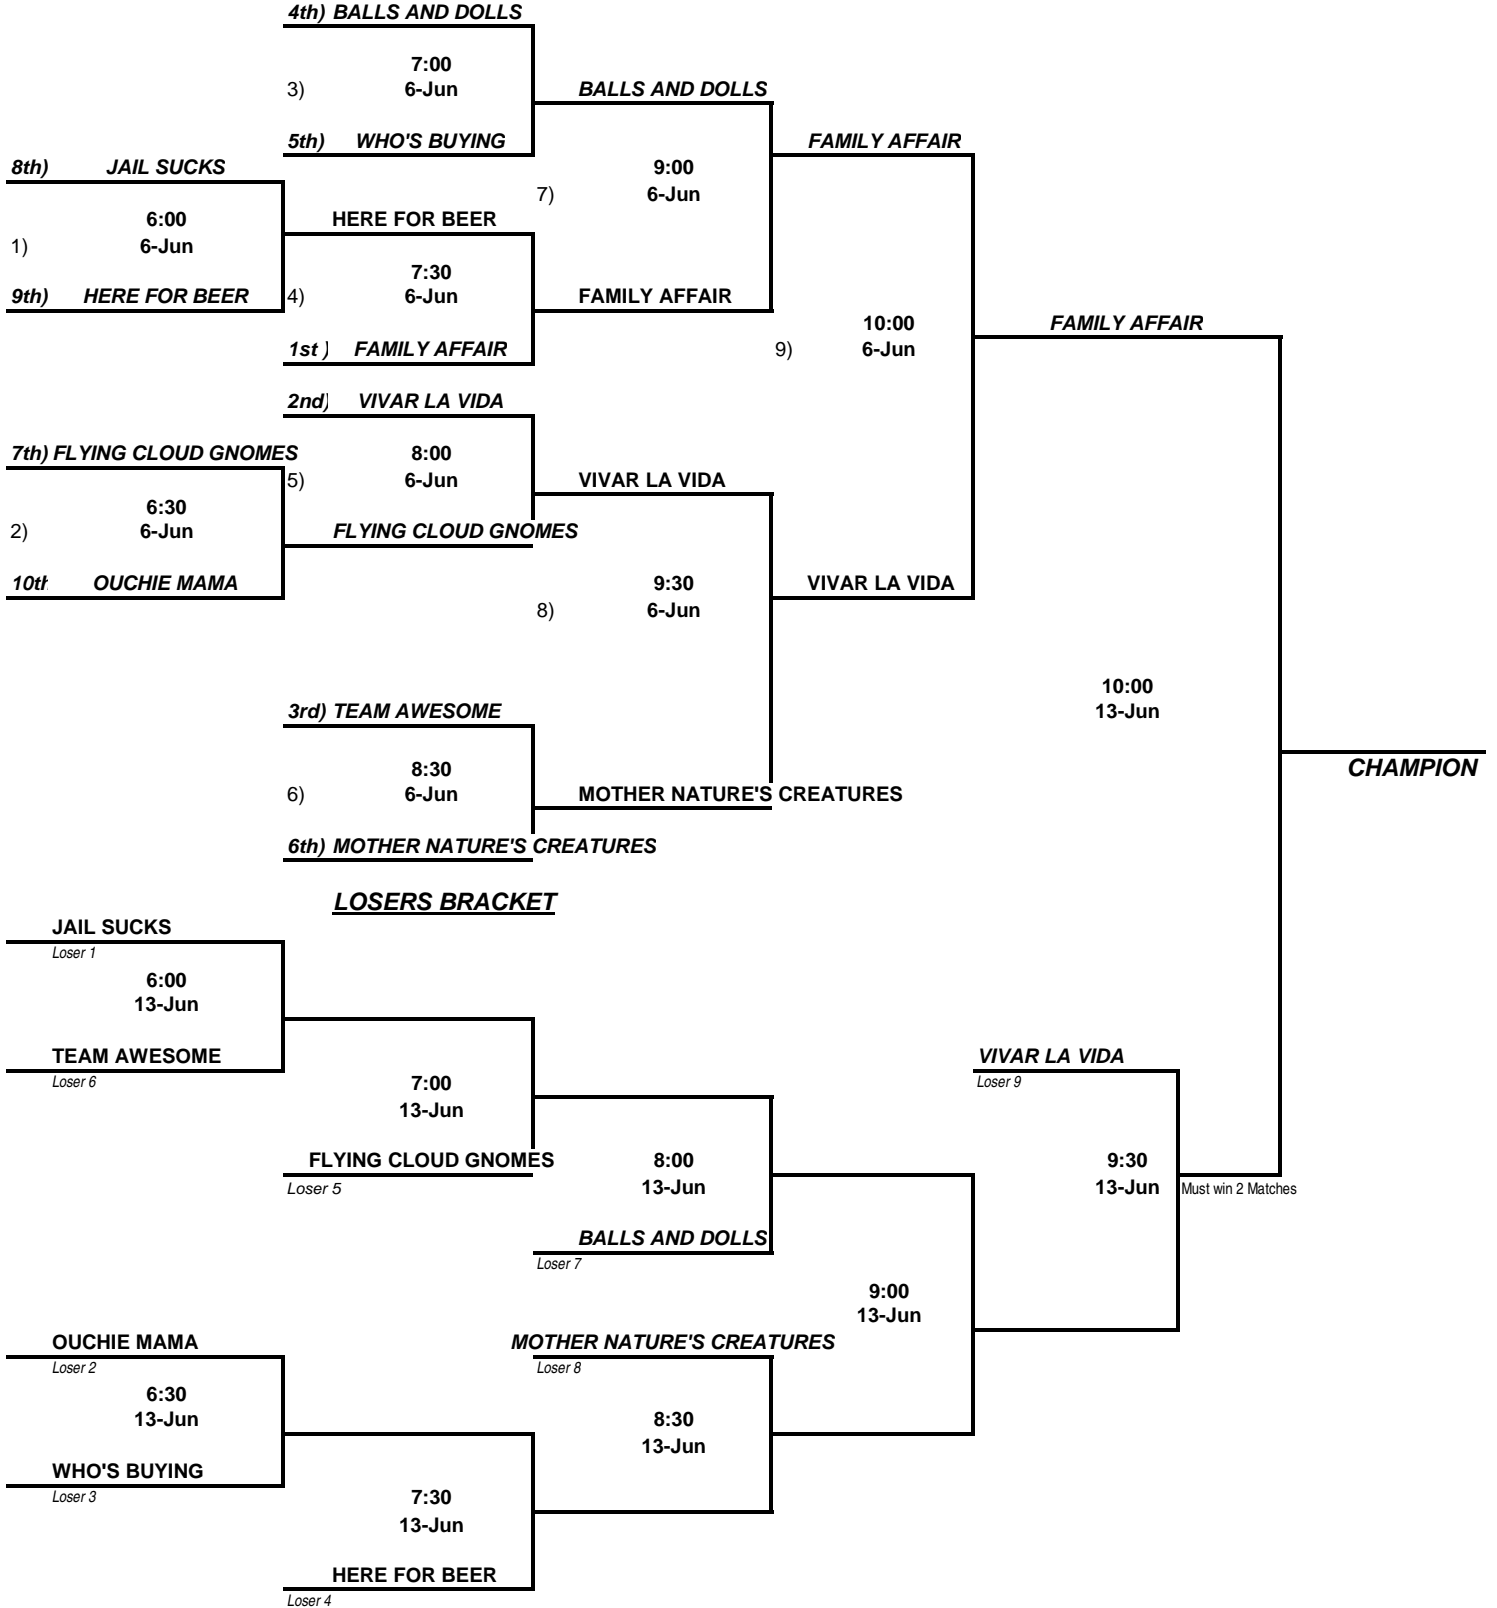 4th) BALLS AND DOLLS
7:00
3) 6-Jun BALLS AND DOLLS
5th) WHO'S BUYING FAMILY AFFAIR
8th) JAIL SUCKS 9:00
7) 6-Jun
6:00 HERE FOR BEER
1) 6-Jun
7:30
9th) HERE FOR BEER 4) 6-Jun FAMILY AFFAIR
10:00 FAMILY AFFAIR
1st ) FAMILY AFFAIR 9) 6-Jun
2nd) VIVAR LA VIDA
7th) FLYING CLOUD GNOMES 8:00
5) 6-Jun VIVAR LA VIDA
6:30
2) 6-Jun FLYING CLOUD GNOMES
10th OUCHIE MAMA 9:30 VIVAR LA VIDA
8) 6-Jun
10:00
3rd) TEAM AWESOME 13-Jun
8:30 CHAMPION
6) 6-Jun MOTHER NATURE'S CREATURES
6th) MOTHER NATURE'S CREATURES
LOSERS BRACKET
JAIL SUCKS
Loser 1
6:00
13-Jun
TEAM AWESOME VIVAR LA VIDA
Loser 6 7:00 Loser 9
13-Jun
FLYING CLOUD GNOMES 8:00 9:30
Loser 5 13-Jun 13-Jun Must win 2 Matches
BALLS AND DOLLS
Loser 7
9:00
13-Jun
OUCHIE MAMA MOTHER NATURE'S CREATURES
Loser 2 Loser 8
6:30
13-Jun 8:30
13-Jun
WHO'S BUYING
Loser 3 7:30
13-Jun
HERE FOR BEER
Loser 4